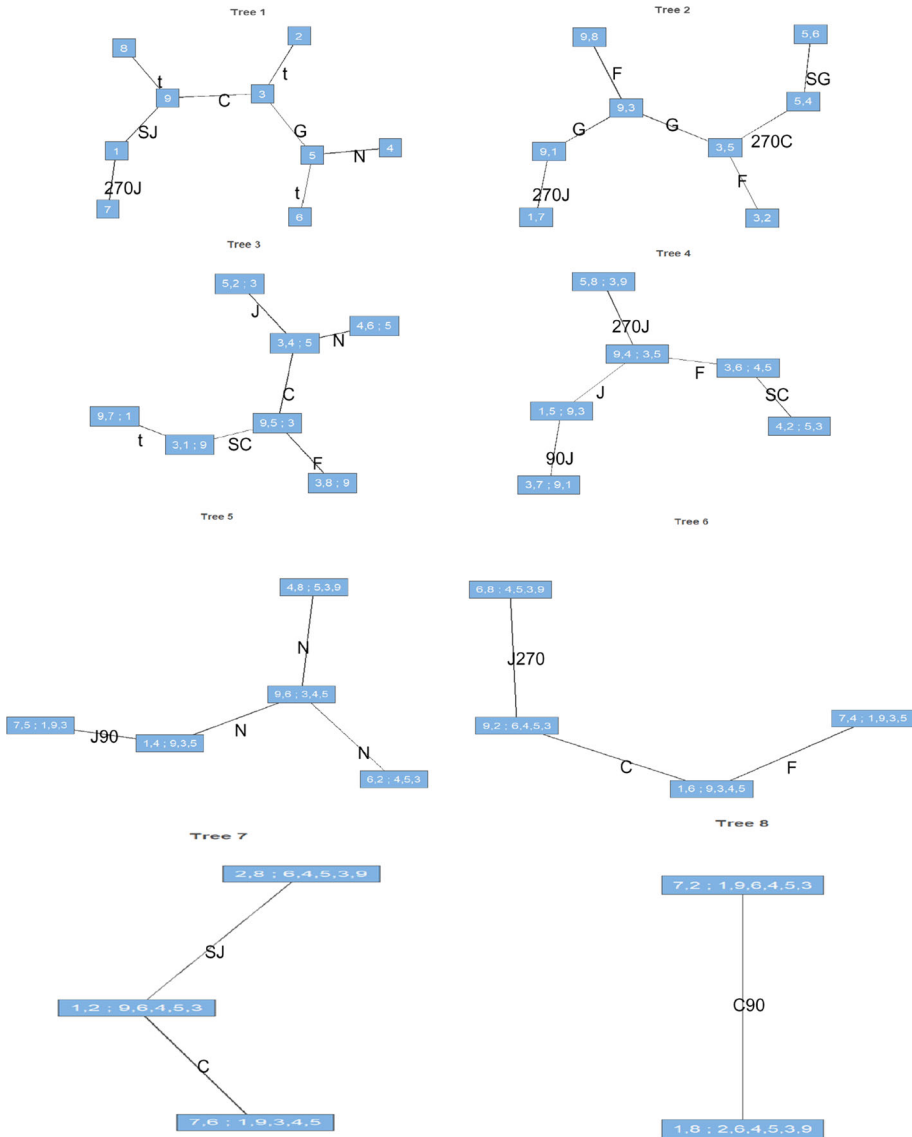 Tree 1
8
2
t
t
9
C
3
SJ
G
1
5
N
4
270J
t
7
6
Tree 2
9,8
5,6
F
SG
9,3
5,4
G
G
270C
9,1
3,5
270J
F
1,7
3,2
Tree 3
5,2 ; 3
J
4,6 ; 5
3,4 ; 5
N
C
9,7 ; 1
9,5 ; 3
t
3,1 ; 9
SC
F
3,8 ; 9
Tree 4
5,8 ; 3,9
270J
9,4 ; 3,5
F
3,6 ; 4,5
J
SC
1,5 ; 9,3
4,2 ; 5,3
90J
3,7 ; 9,1
Tree 5
4,8 ; 5,3,9
N
9,6 ; 3,4,5
7,5 ; 1,9,3
J90
1,4 ; 9,3,5
N
N
6,2 ; 4,5,3
Tree 6
6,8 ; 4,5,3,9
J270
9,2 ; 6,4,5,3
7,4 ; 1,9,3,5
C
F
1,6 ; 9,3,4,5
Tree 7
2,8 ; 6,4,5,3,9
SJ
1,2 ; 9,6,4,5,3
C
7,6 ; 1,9,3,4,5
Tree 8
7,2 ; 1,9,6,4,5,3
C90
1,8 ; 2,6,4,5,3,9